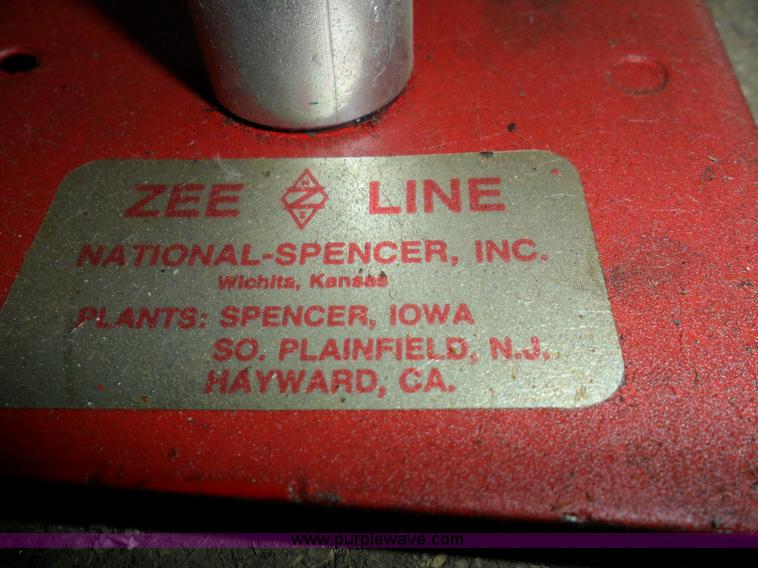 ZEE N Z S LINE
NATIONAL-SPENCER, INC.
Wichita, Kansas
PLANTS: SPENCER, IOWA
SO. PLAINFIELD, N.J.
HAYWARD, CA.
www.purplewave.com